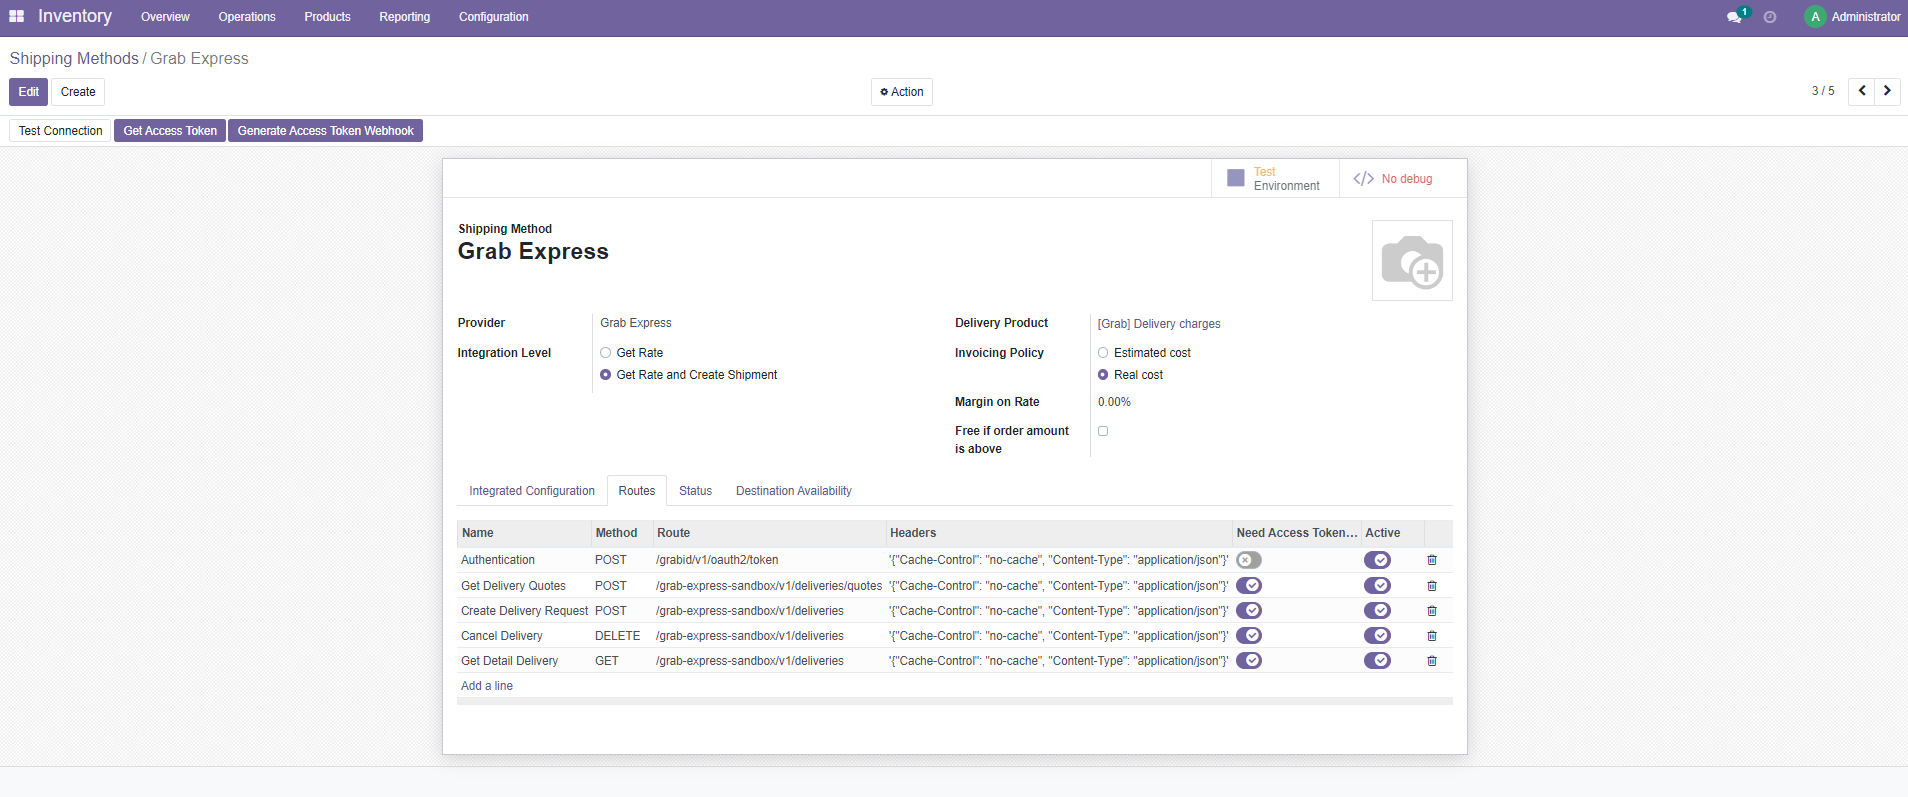 Inventory Overview Operations Products Reporting Configuration 1 A Administrator
Shipping Methods / Grab Express
Edit Create Action 3 / 5
Test Connection Get Access Token Generate Access Token Webhook
Test
Environment
No debug
Shipping Method
Grab Express
Provider Grab Express
Integration Level Get Rate
Get Rate and Create Shipment
Delivery Product [Grab] Delivery charges
Invoicing Policy Estimated cost
Real cost
Margin on Rate 0.00%
Free if order amount
is above
Integrated Configuration Routes Status Destination Availability
Name Method Route Headers Need Access Token... Active
Authentication POST /grabid/v1/oauth2/token '{"Cache-Control": "no-cache", "Content-Type": "application/json"}'
Get Delivery Quotes POST /grab-express-sandbox/v1/deliveries/quotes '{"Cache-Control": "no-cache", "Content-Type": "application/json"}'
Create Delivery Request POST /grab-express-sandbox/v1/deliveries '{"Cache-Control": "no-cache", "Content-Type": "application/json"}'
Cancel Delivery DELETE /grab-express-sandbox/v1/deliveries '{"Cache-Control": "no-cache", "Content-Type": "application/json"}'
Get Detail Delivery GET /grab-express-sandbox/v1/deliveries '{"Cache-Control": "no-cache", "Content-Type": "application/json"}'
Add a line